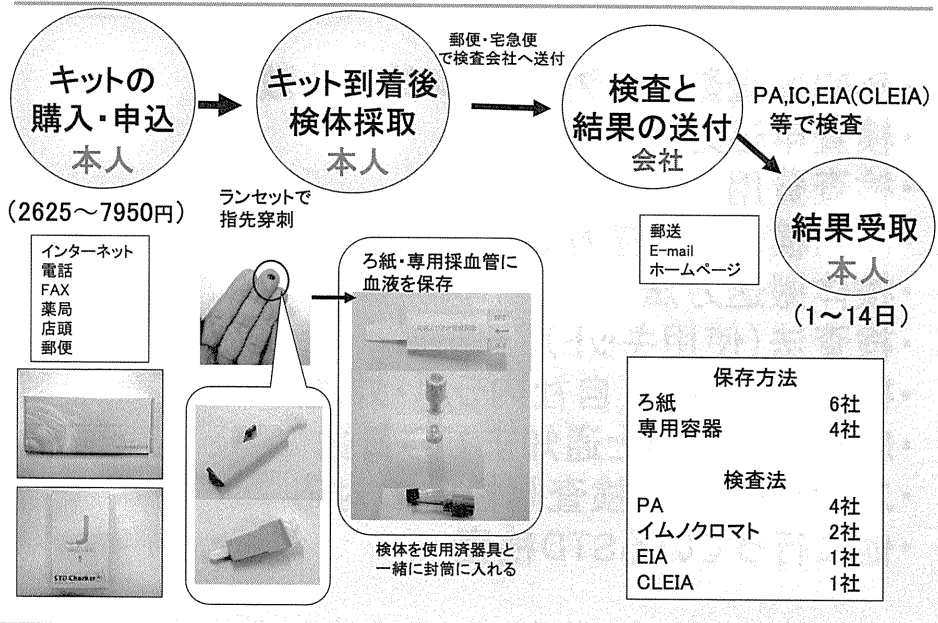 キットの
購入・申込
本人
(2625～7950円)
インターネット
電話
FAX
薬局
店頭
郵便
キット到着後
検体採取
本人
郵便・宅急便
で検査会社へ送付
ランセットで
指先穿刺
ろ紙・専用採血管に
血液を保存
検体を使用済器具と
一緒に封筒に入れる
検査と
結果の送付
会社
PA,IC,EIA(CLEIA)
等で検査
郵送
E-mail
ホームページ
結果受取
本人
(1～14日)
保存方法
ろ紙 6社
専用容器 4社
検査法
PA 4社
イムノクロマト 2社
EIA 1社
CLEIA 1社
J
STD Checker